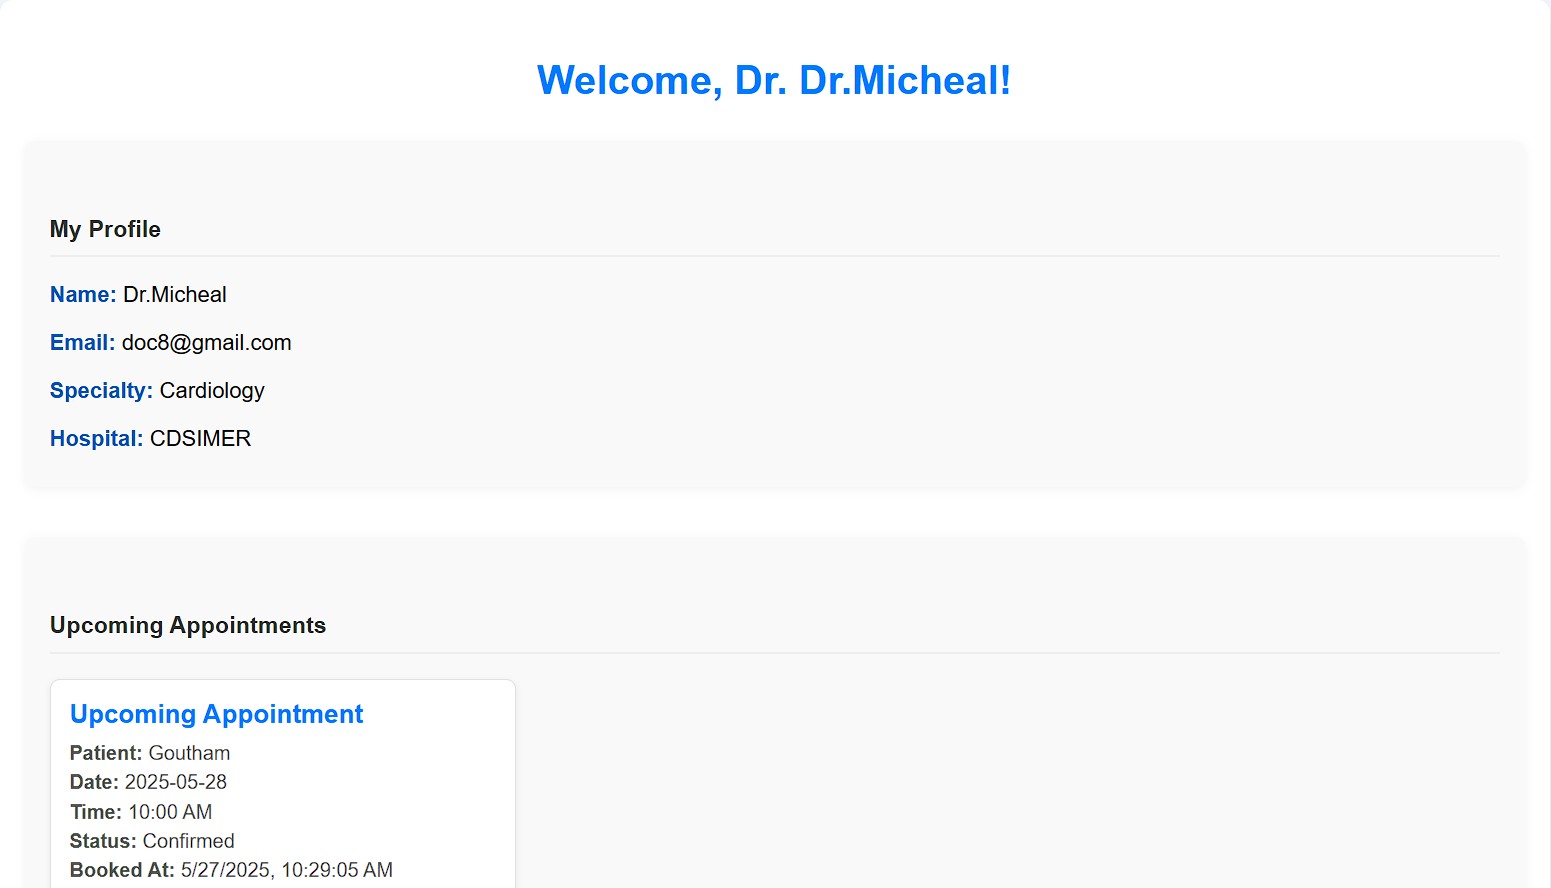 Welcome, Dr. Dr.Micheal!
My Profile
Name: Dr.Micheal
Email: doc8@gmail.com
Specialty: Cardiology
Hospital: CDSIMER
Upcoming Appointments
Upcoming Appointment
Patient: Goutham
Date: 2025-05-28
Time: 10:00 AM
Status: Confirmed
Booked At: 5/27/2025, 10:29:05 AM